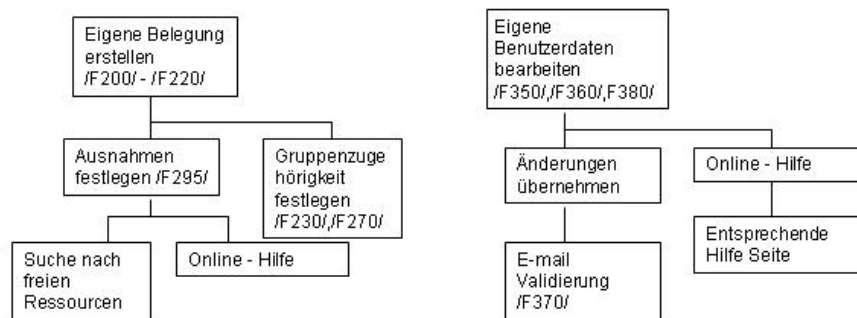 Eigene Belegung
erstellen
/F200/ - /F220/
Ausnahmen
festlegen /F295/
Gruppenzuge
hörigkeit
festlegen
/F230/,/F270/
Suche nach
freien
Ressourcen
Online - Hilfe
Eigene
Benutzerdaten
bearbeiten
/F350/,/F360/,F380/
Änderungen
übernehmen
Online - Hilfe
E-mail
Validierung
/F370/
Entsprechende
Hilfe Seite